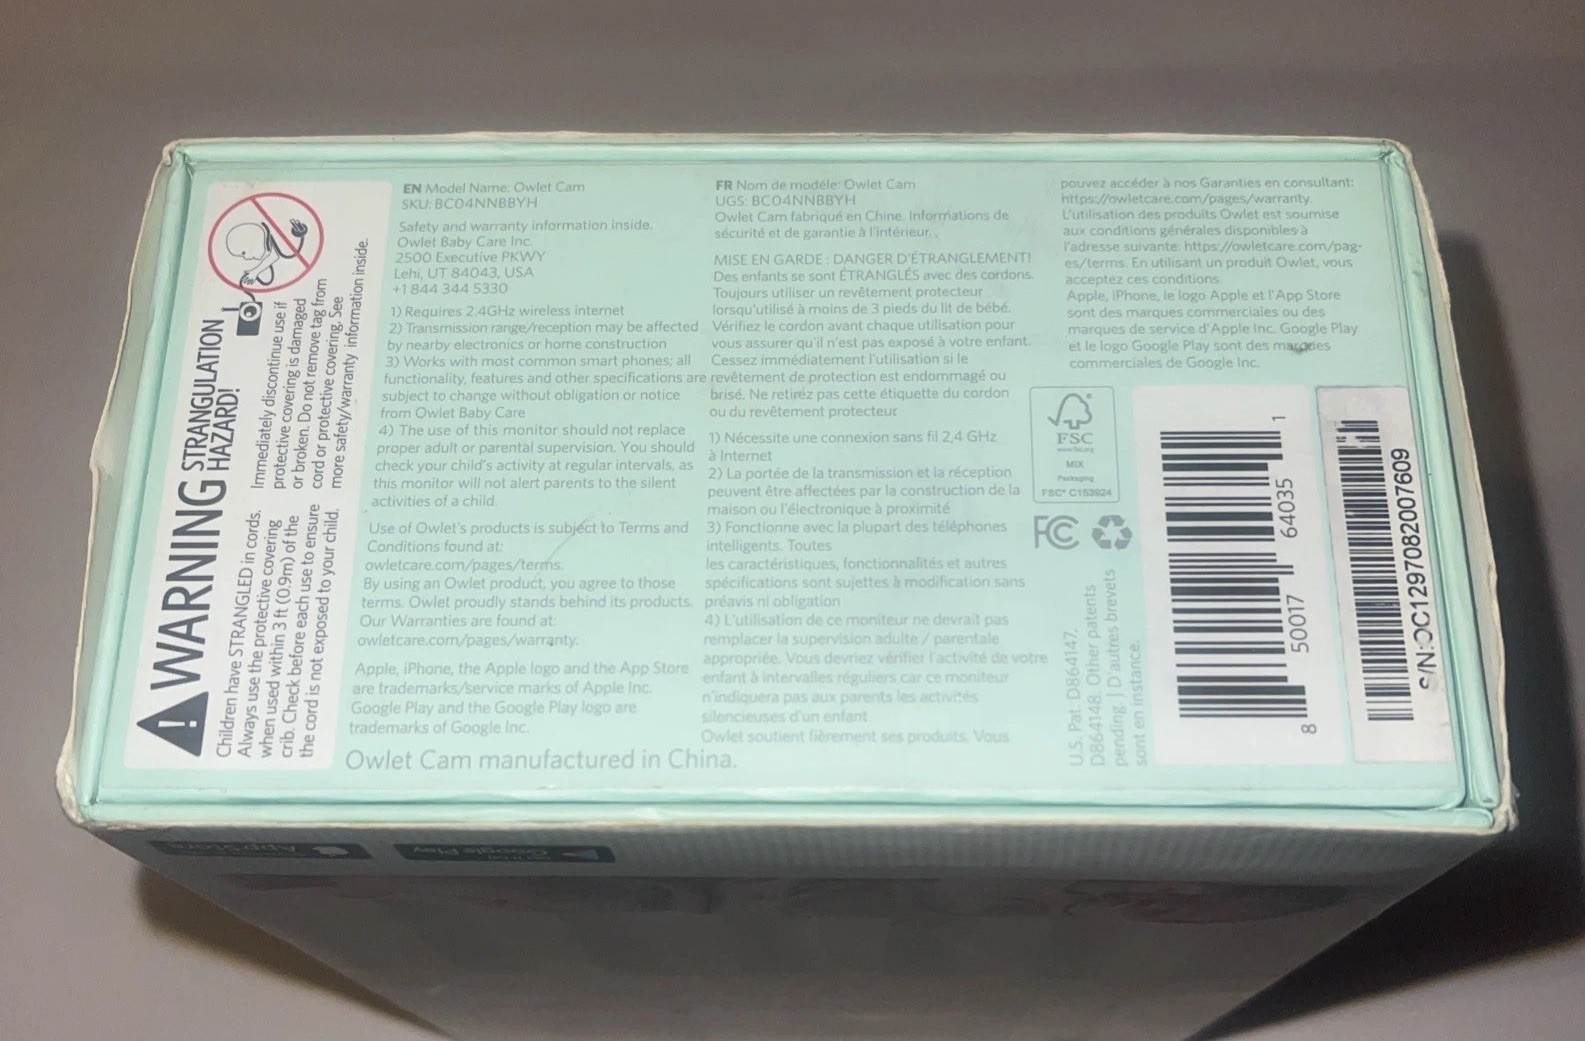 WARNING STRANGULATION
HAZARD!
Children have STRANGLED in cords.
Always use the protective covering
when used within 3 ft (0.9m) of the
crib. Check before each use to ensure
the cord is not exposed to your child.
Immediately discontinue use if
protective covering is damaged
or broken. Do not remove tag from
cord or protective covering. See
more safety/warranty information inside.
EN Model Name: Owlet Cam
SKU: BC04NNBBYH
Safety and warranty information inside.
Owlet Baby Care Inc.
2500 Executive PKWY
Lehi, UT 84043, USA
+1 844 344 5330
1) Requires 2.4GHz wireless internet
2) Transmission range/reception may be affected
by nearby electronics or home construction
3) Works with most common smart phones; all
functionality, features and other specifications are
subject to change without obligation or notice
from Owlet Baby Care
4) The use of this monitor should not replace
proper adult or parental supervision. You should
check your child's activity at regular intervals, as
this monitor will not alert parents to the silent
activities of a child.
Use of Owlet's products is subject to Terms and
Conditions found at:
owletcare.com/pages/terms.
By using an Owlet product, you agree to those
terms. Owlet proudly stands behind its products.
Our Warranties are found at:
owletcare.com/pages/warranty.
Apple, iPhone, the Apple logo and the App Store
are trademarks/service marks of Apple Inc.
Google Play and the Google Play logo are
trademarks of Google Inc.
Owlet Cam manufactured in China.
FR Nom de modèle: Owlet Cam
UGS: BC04NNBBYH
Owlet Cam fabriqué en Chine. Informations de
sécurité et de garantie à l'intérieur.
MISE EN GARDE : DANGER D'ÉTRANGLEMENT!
Des enfants se sont ÉTRANGLÉS avec des cordons.
Toujours utiliser un revêtement protecteur
lorsqu'utilisé à moins de 3 pieds du lit de bébé.
Vérifiez le cordon avant chaque utilisation pour
vous assurer qu'il n'est pas exposé à votre enfant.
Cessez immédiatement l'utilisation si le
revêtement de protection est endommagé ou
brisé. Ne retirez pas cette étiquette du cordon
ou du revêtement protecteur
1) Nécessite une connexion sans fil 2,4 GHz
à Internet
2) La portée de la transmission et la réception
peuvent être affectées par la construction de la
maison ou l'électronique à proximité
3) Fonctionne avec la plupart des téléphones
intelligents. Toutes
les caractéristiques, fonctionnalités et autres
spécifications sont sujettes à modification sans
préavis ni obligation
4) L'utilisation de ce moniteur ne devrait pas
remplacer la supervision adulte / parentale
appropriée. Vous devriez vérifier l'activité de votre
enfant à intervalles réguliers car ce moniteur
n'indiquera pas aux parents les activités
silencieuses d'un enfant
Owlet soutient fièrement ses produits. Vous
pouvez accéder à nos Garanties en consultant:
https://owletcare.com/pages/warranty.
L'utilisation des produits Owlet est soumise
aux conditions générales disponibles à
l'adresse suivante: https://owletcare.com/pag-
es/terms. En utilisant un produit Owlet, vous
acceptez ces conditions.
Apple, iPhone, le logo Apple et l'App Store
sont des marques commerciales ou des
marques de service d'Apple Inc. Google Play
et le logo Google Play sont des marques
commerciales de Google Inc.
FSC
www.fsc.org
MIX
Packaging
FSC® C153924
FC
U.S. Pat. D864147,
D864148. Other patents
pending. | D'autres brevets
sont en instance.
8 50017 64035 1
S/N:OC1297082007609
App Store
GET IT ON
Google Play